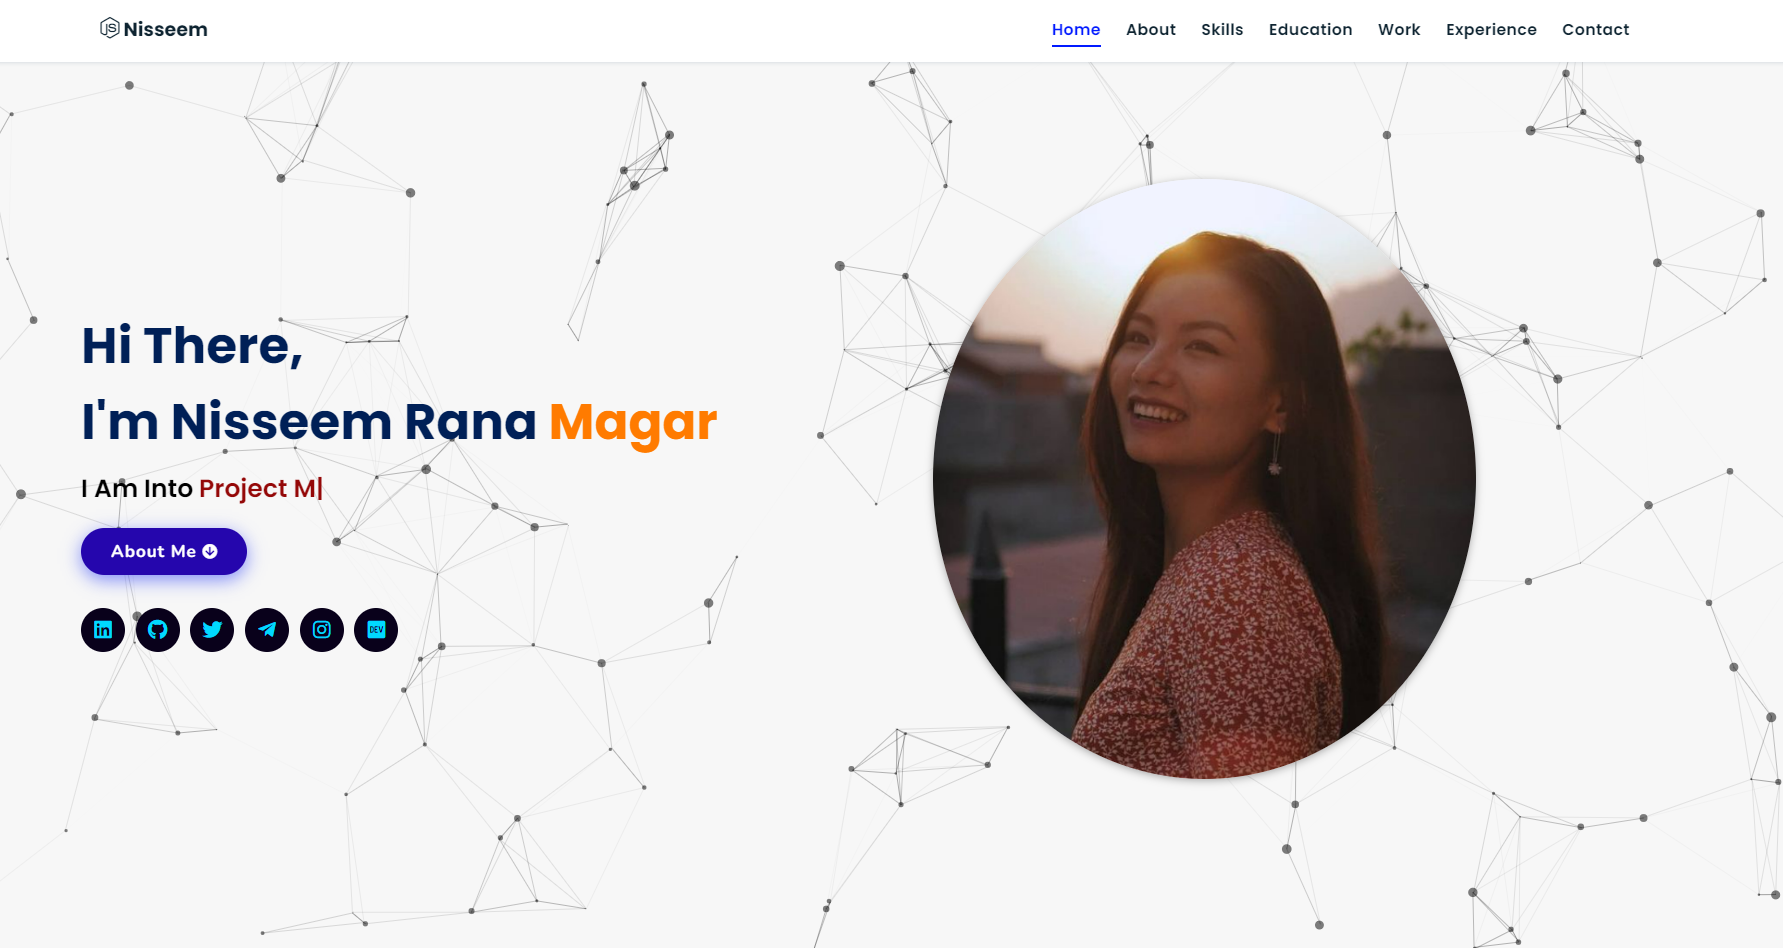 Nisseem
Home About Skills Education Work Experience Contact
Hi There,
I'm Nisseem Rana Magar
I Am Into Project M|
About Me
DEV